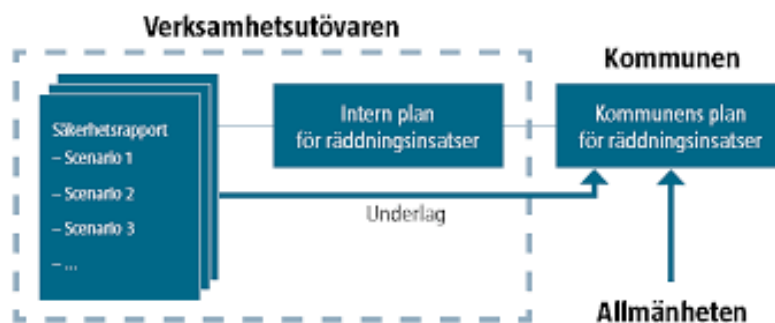 Verksamhetsutövaren
Kommunen
Säkerhetsrapport
– Scenario 1
– Scenario 2
– Scenario 3
– ...
Intern plan
för räddningsinsatser
Kommunens plan
för räddningsinsatser
Underlag
Allmänheten